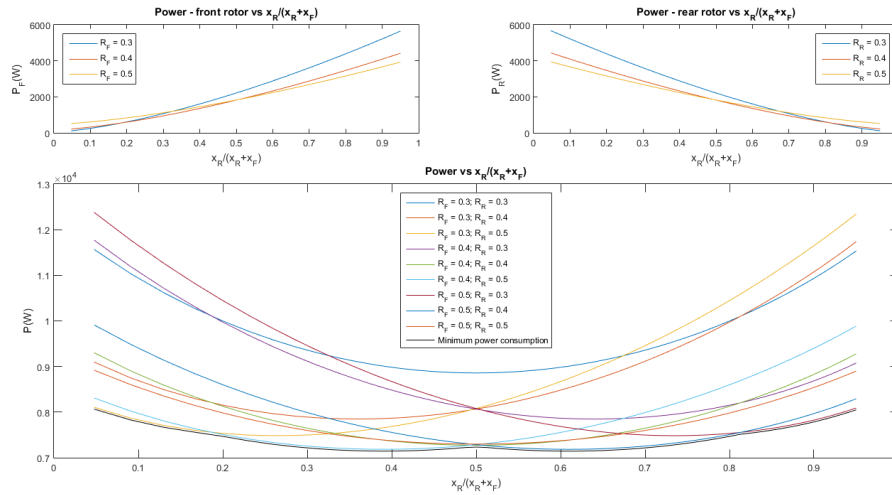 Power - front rotor vs x_R/(x_R+x_F)
P_F(W)
6000
4000
2000
0
R_F = 0.3
R_F = 0.4
R_F = 0.5
0 0.1 0.2 0.3 0.4 0.5 0.6 0.7 0.8 0.9 1
x_R/(x_R+x_F)
Power - rear rotor vs x_R/(x_R+x_F)
P_R(W)
6000
4000
2000
0
R_R = 0.3
R_R = 0.4
R_R = 0.5
0 0.1 0.2 0.3 0.4 0.5 0.6 0.7 0.8 0.9
x_R/(x_R+x_F)
Power vs x_R/(x_R+x_F)
×10^4
P(W)
1.3
1.2
1.1
1
0.9
0.8
0.7
R_F = 0.3; R_R = 0.3
R_F = 0.3; R_R = 0.4
R_F = 0.3; R_R = 0.5
R_F = 0.4; R_R = 0.3
R_F = 0.4; R_R = 0.4
R_F = 0.4; R_R = 0.5
R_F = 0.5; R_R = 0.3
R_F = 0.5; R_R = 0.4
R_F = 0.5; R_R = 0.5
Minimum power consumption
0 0.1 0.2 0.3 0.4 0.5 0.6 0.7 0.8 0.9
x_R/(x_R+x_F)